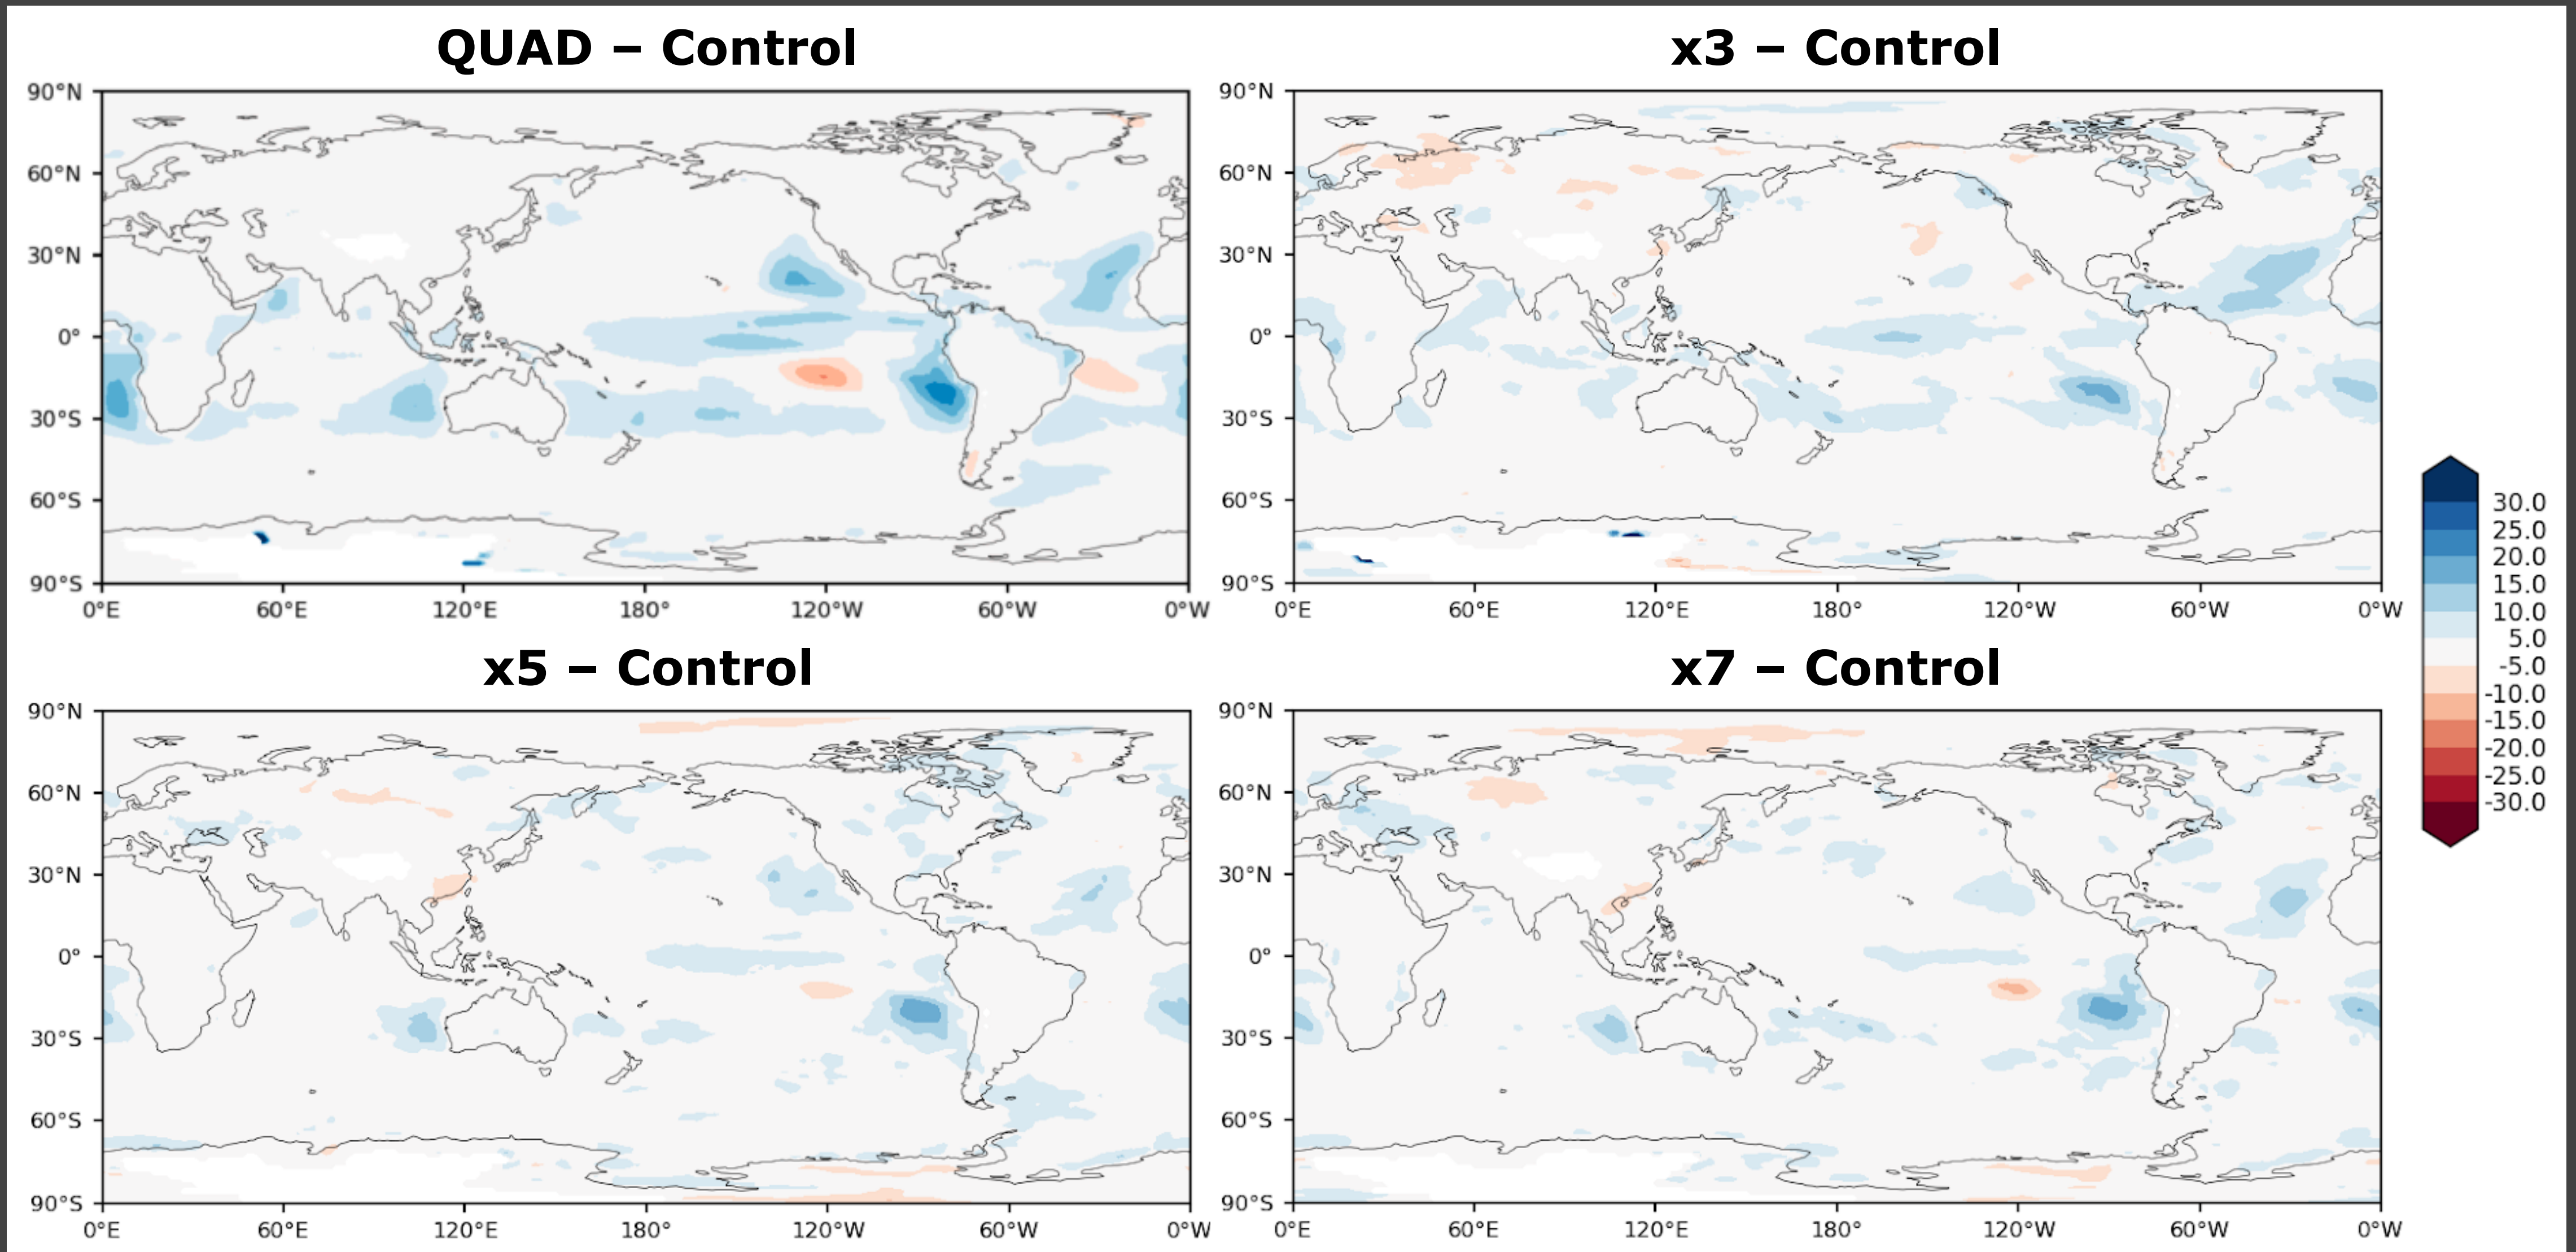 QUAD − Control
90°N
60°N
30°N
0°
30°S
60°S
90°S
0°E 60°E 120°E 180° 120°W 60°W 0°W
x3 − Control
90°N
60°N
30°N
0°
30°S
60°S
90°S
0°E 60°E 120°E 180° 120°W 60°W 0°W
x5 − Control
90°N
60°N
30°N
0°
30°S
60°S
90°S
0°E 60°E 120°E 180° 120°W 60°W 0°W
x7 − Control
90°N
60°N
30°N
0°
30°S
60°S
90°S
0°E 60°E 120°E 180° 120°W 60°W 0°W
30.0
25.0
20.0
15.0
10.0
5.0
-5.0
-10.0
-15.0
-20.0
-25.0
-30.0